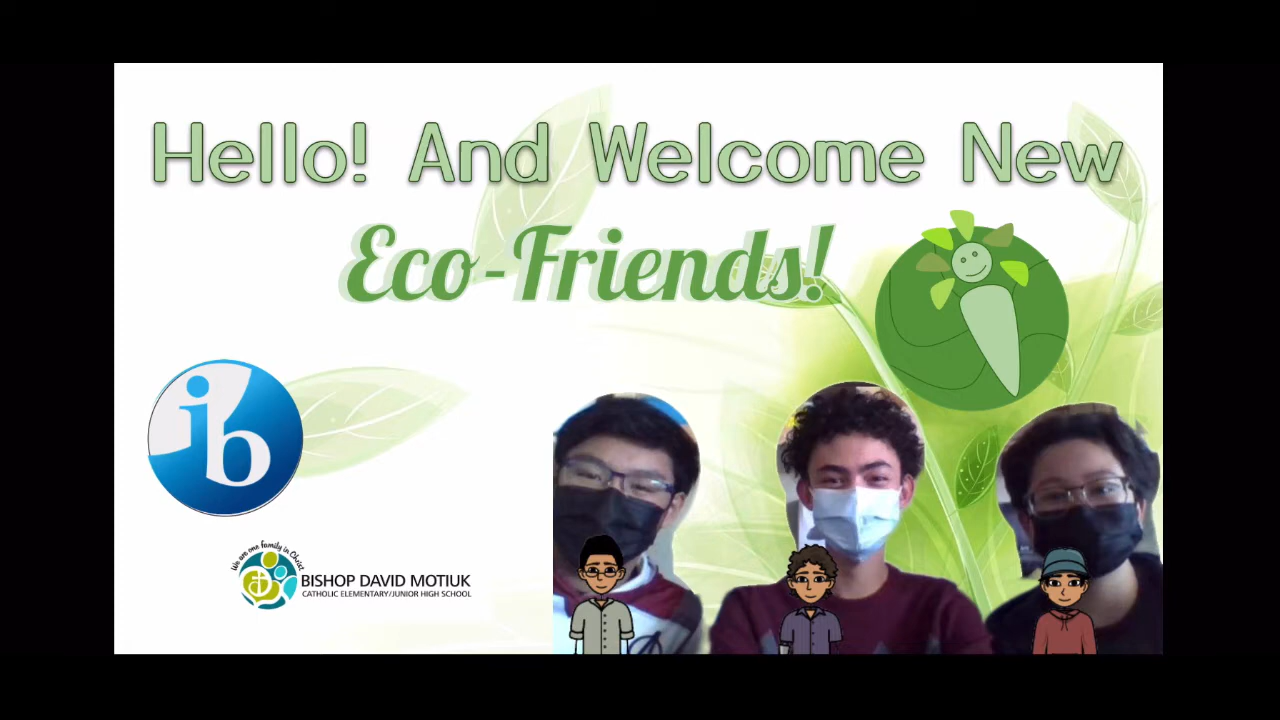 Hello! And Welcome New
Eco-Friends!
ib
We are one family in Christ
BISHOP DAVID MOTIUK
CATHOLIC ELEMENTARY/JUNIOR HIGH SCHOOL